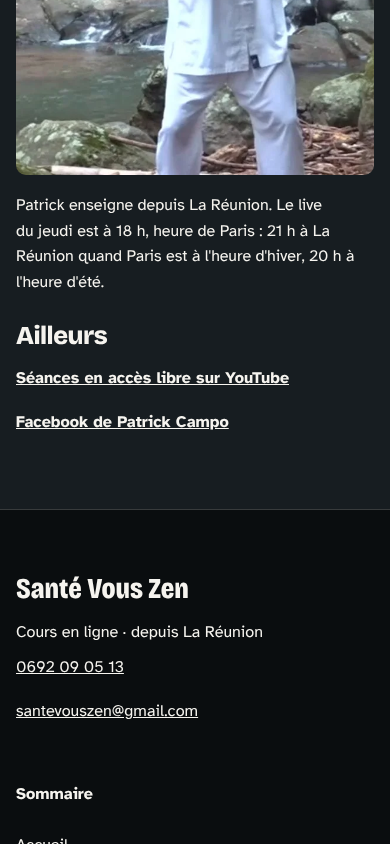 Patrick enseigne depuis La Réunion. Le live
du jeudi est à 18 h, heure de Paris : 21 h à La
Réunion quand Paris est à l'heure d'hiver, 20 h à
l'heure d'été.
Ailleurs
Séances en accès libre sur YouTube
Facebook de Patrick Campo
Santé Vous Zen
Cours en ligne · depuis La Réunion
0692 09 05 13
santevouszen@gmail.com
Sommaire
Accueil